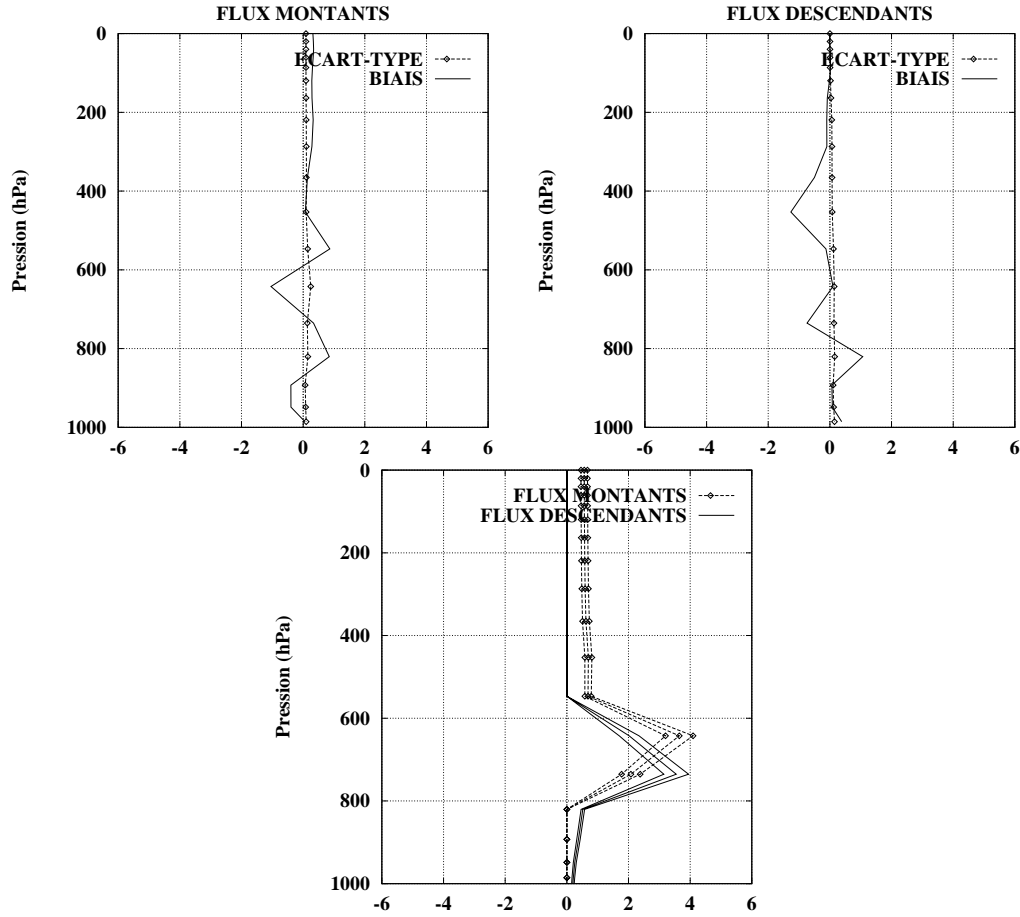 FLUX MONTANTS
0
200
400
600
800
1000
Pression (hPa)
ECART-TYPE
BIAIS
-6 -4 -2 0 2 4 6
FLUX DESCENDANTS
0
200
400
600
800
1000
Pression (hPa)
ECART-TYPE
BIAIS
-6 -4 -2 0 2 4 6
0
200
400
600
800
1000
Pression (hPa)
FLUX MONTANTS
FLUX DESCENDANTS
-6 -4 -2 0 2 4 6